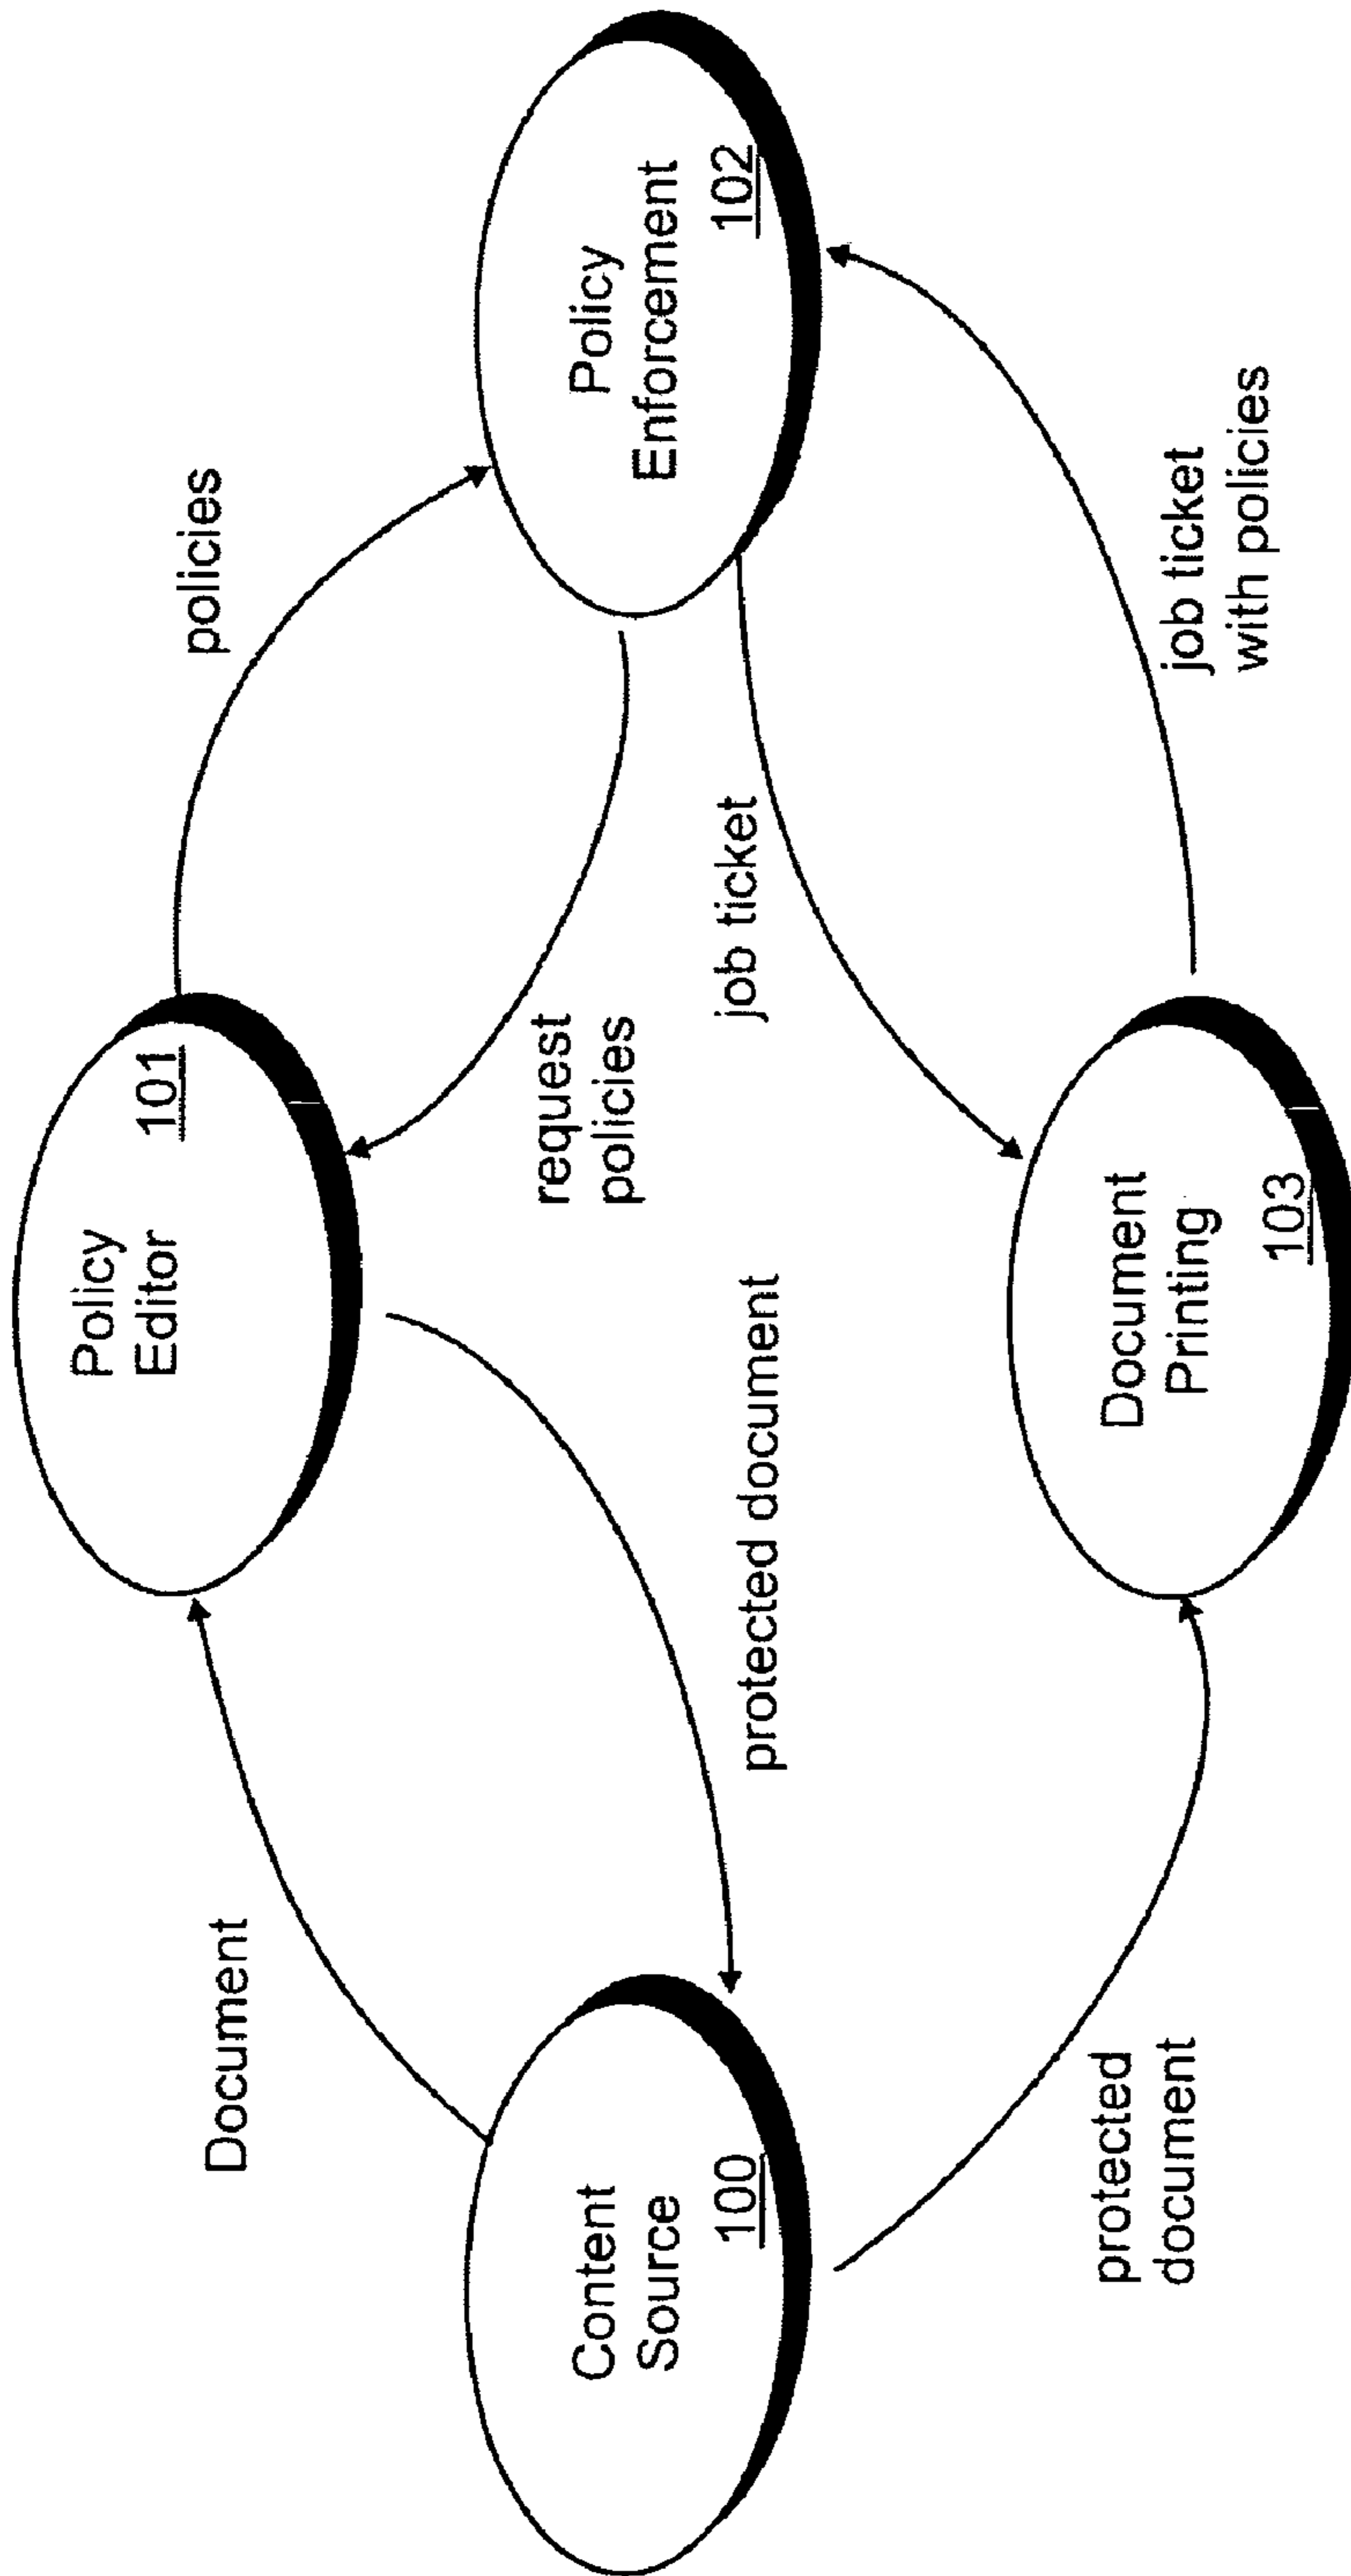 Policy
Editor
101
Document
policies
request
policies
Content
Source
100
protected document
job ticket
Policy
Enforcement
102
protected
document
Document
Printing
103
job ticket
with policies